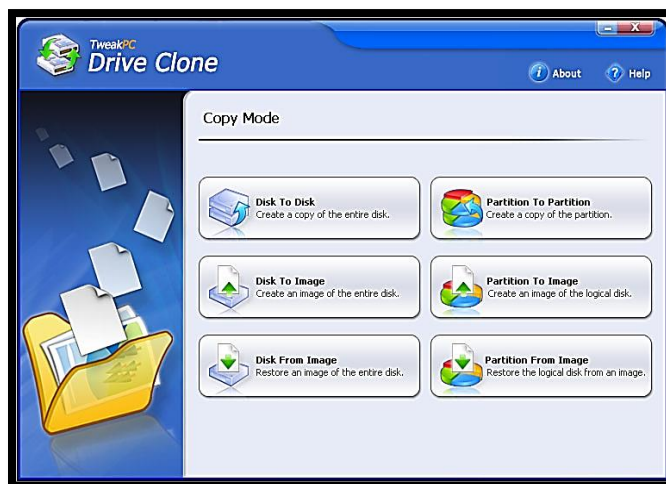 TweakPC
Drive Clone
About
Help
Copy Mode
Disk To Disk
Create a copy of the entire disk.
Partition To Partition
Create a copy of the partition.
Disk To Image
Create an image of the entire disk.
Partition To Image
Create an image of the logical disk.
Disk From Image
Restore an image of the entire disk.
Partition From Image
Restore the logical disk from an image.